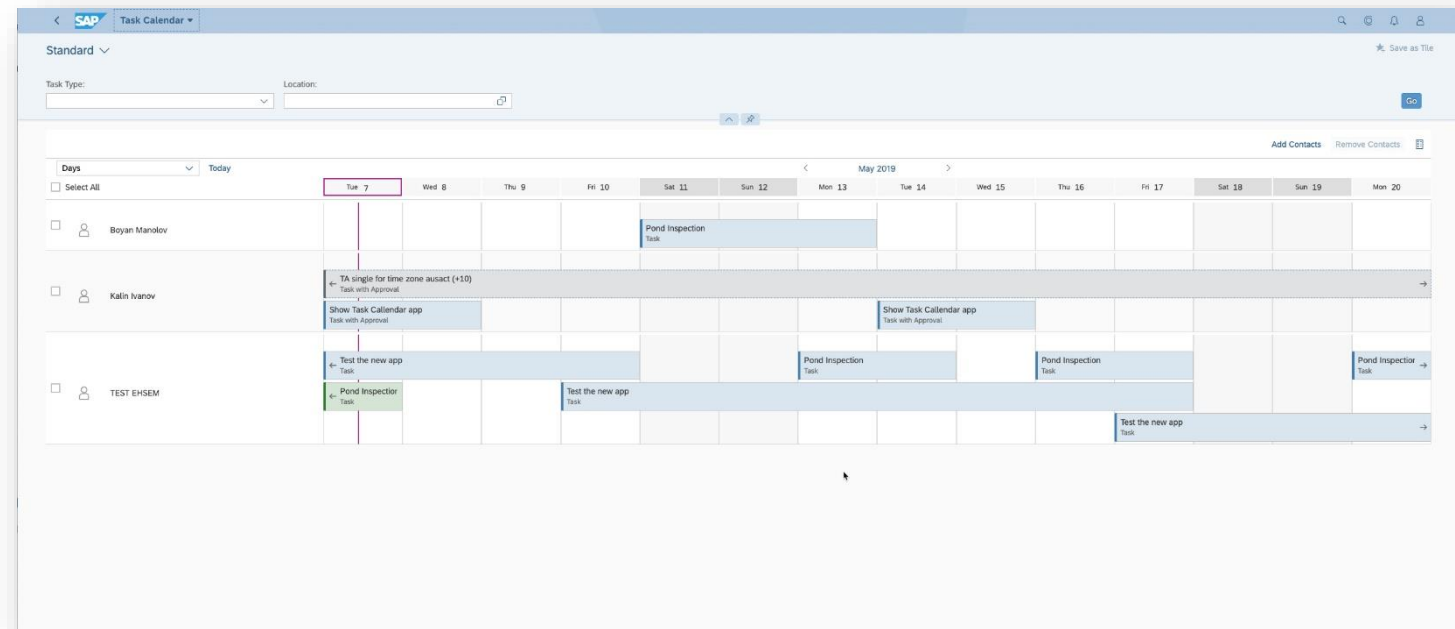 SAP Task Calendar
Standard
Save as Tile
Task Type: Location:
Go
Add Contacts Remove Contacts
Days Today May 2019
Select All Tue 7 Wed 8 Thu 9 Fri 10 Sat 11 Sun 12 Mon 13 Tue 14 Wed 15 Thu 16 Fri 17 Sat 18 Sun 19 Mon 20
Boyan Manolov
Pond Inspection
Task
Kalin Ivanov
TA single for time zone ausact (+10)
Task with Approval
Show Task Callendar app
Task with Approval
Show Task Callendar app
Task with Approval
TEST EHSEM
Test the new app
Task
Pond Inspection
Task
Pond Inspection
Task
Pond Inspectior
Task
Pond Inspectior
Task
Test the new app
Task
Test the new app
Task